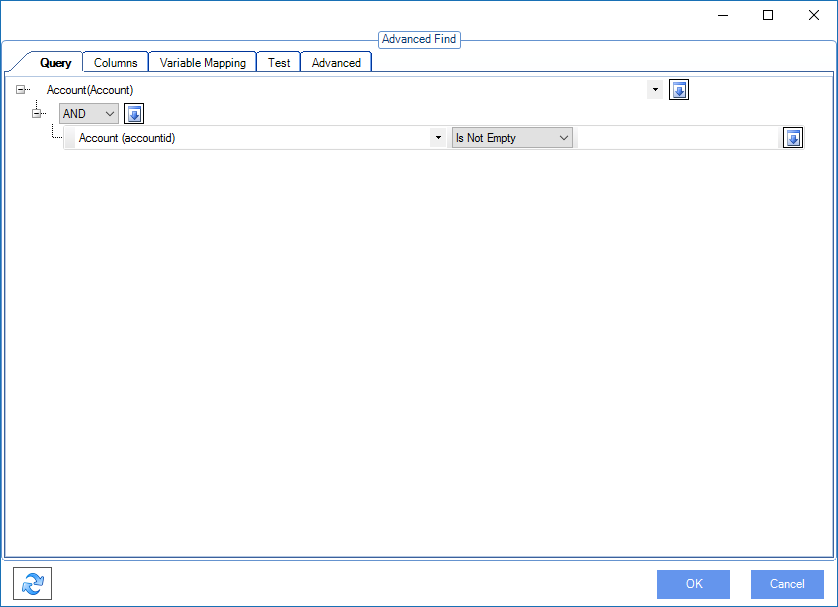 Advanced Find
Query Columns Variable Mapping Test Advanced
Account(Account)
AND
Account (accountid) Is Not Empty
OK Cancel